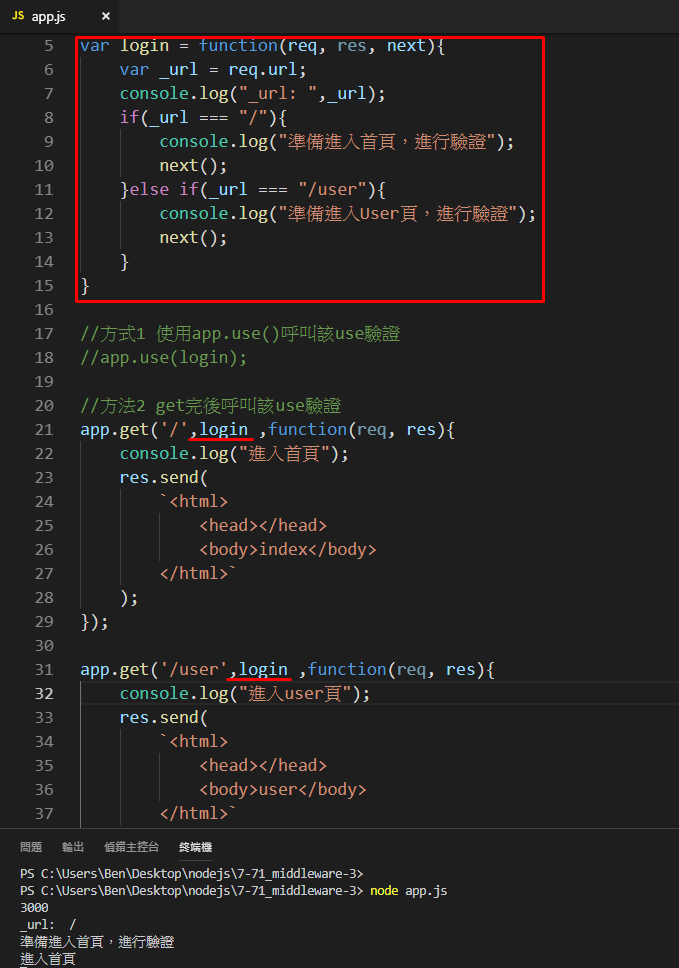 JS app.js ×
5 var login = function(req, res, next){
6     var _url = req.url;
7     console.log("_url: ",_url);
8     if(_url === "/"){
9         console.log("準備進入首頁，進行驗證");
10         next();
11     }else if(_url === "/user"){
12         console.log("準備進入User頁，進行驗證");
13         next();
14     }
15 }
16
17 //方式1 使用app.use()呼叫該use驗證
18 //app.use(login);
19
20 //方法2 get完後呼叫該use驗證
21 app.get('/',login ,function(req, res){
22     console.log("進入首頁");
23     res.send(
24         `<html>
25             <head></head>
26             <body>index</body>
27         </html>`
28     );
29 });
30
31 app.get('/user',login ,function(req, res){
32     console.log("進入user頁");
33     res.send(
34         `<html>
35             <head></head>
36             <body>user</body>
37         </html>`
問題 輸出 偵錯主控台 終端機
PS C:\Users\Ben\Desktop\nodejs\7-71_middleware-3>
PS C:\Users\Ben\Desktop\nodejs\7-71_middleware-3> node app.js
3000
_url:  /
準備進入首頁，進行驗證
進入首頁